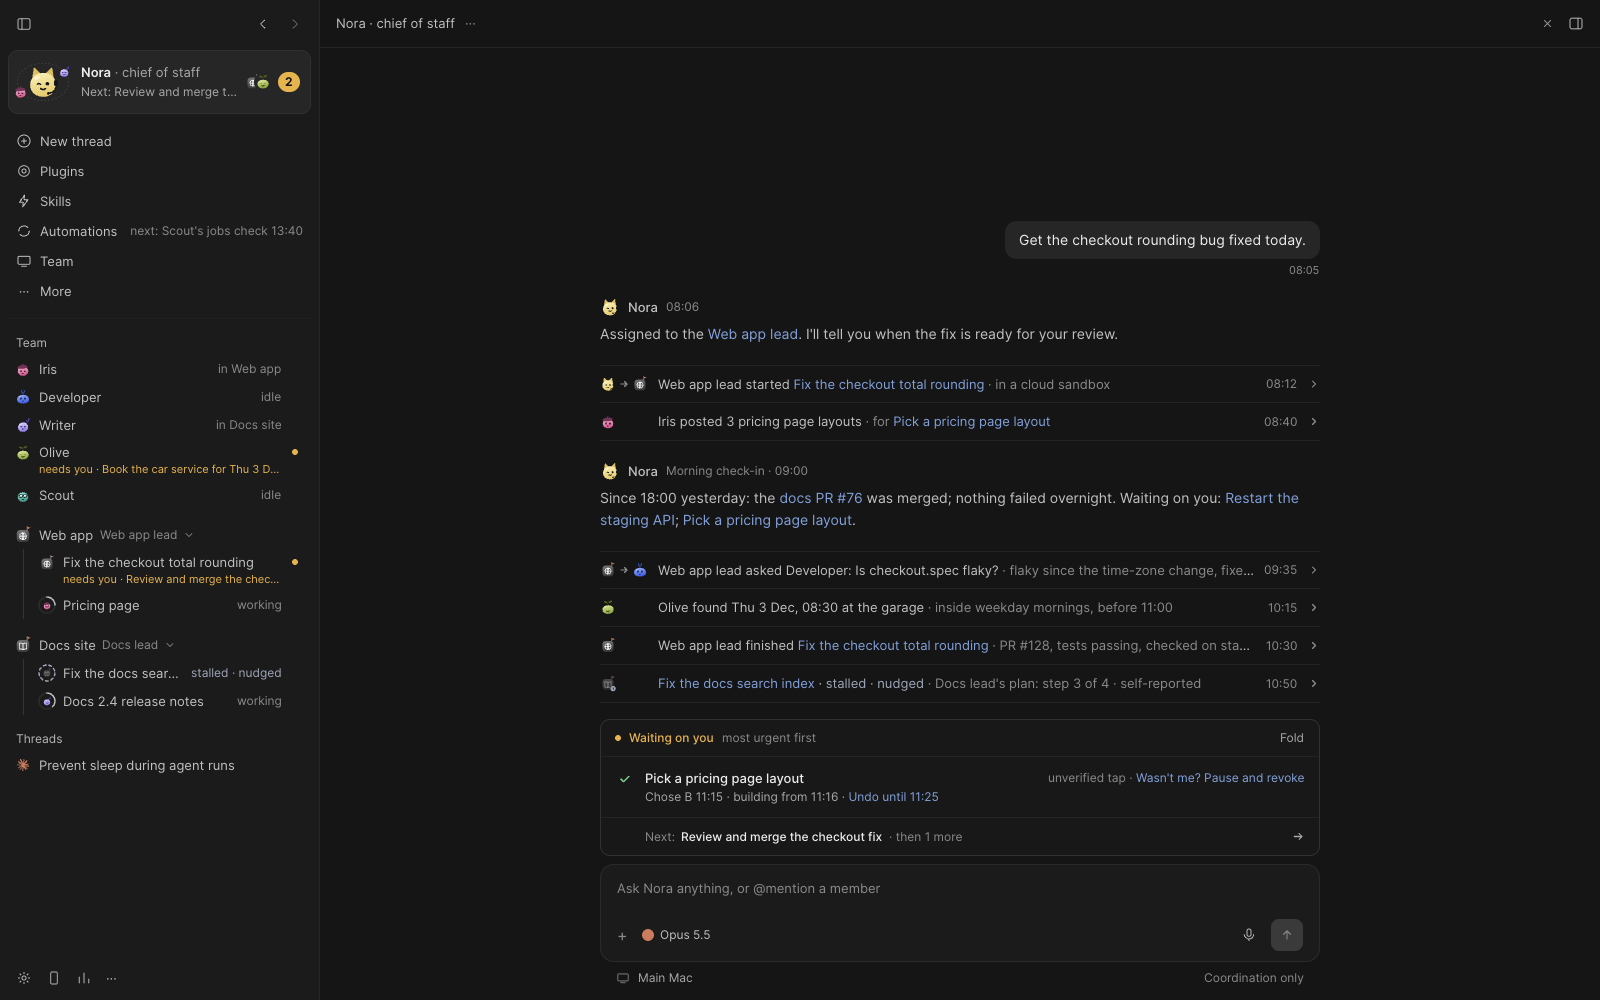 Nora · chief of staff
Next: Review and merge t...
2
New thread
Plugins
Skills
Automations next: Scout's jobs check 13:40
Team
More
Team
Iris in Web app
Developer idle
Writer in Docs site
Olive
needs you · Book the car service for Thu 3 D...
Scout idle
Web app Web app lead
Fix the checkout total rounding
needs you · Review and merge the chec...
Pricing page working
Docs site Docs lead
Fix the docs sear... stalled · nudged
Docs 2.4 release notes working
Threads
Prevent sleep during agent runs
Nora · chief of staff ...
Get the checkout rounding bug fixed today.
08:05
Nora 08:06
Assigned to the Web app lead. I'll tell you when the fix is ready for your review.
Web app lead started Fix the checkout total rounding · in a cloud sandbox 08:12
Iris posted 3 pricing page layouts · for Pick a pricing page layout 08:40
Nora Morning check-in · 09:00
Since 18:00 yesterday: the docs PR #76 was merged; nothing failed overnight. Waiting on you: Restart the
staging API; Pick a pricing page layout.
Web app lead asked Developer: Is checkout.spec flaky? · flaky since the time-zone change, fixe... 09:35
Olive found Thu 3 Dec, 08:30 at the garage · inside weekday mornings, before 11:00 10:15
Web app lead finished Fix the checkout total rounding · PR #128, tests passing, checked on sta... 10:30
Fix the docs search index · stalled · nudged · Docs lead's plan: step 3 of 4 · self-reported 10:50
Waiting on you most urgent first Fold
Pick a pricing page layout unverified tap · Wasn't me? Pause and revoke
Chose B 11:15 · building from 11:16 · Undo until 11:25
Next: Review and merge the checkout fix · then 1 more
Ask Nora anything, or @mention a member
Opus 5.5
Main Mac Coordination only